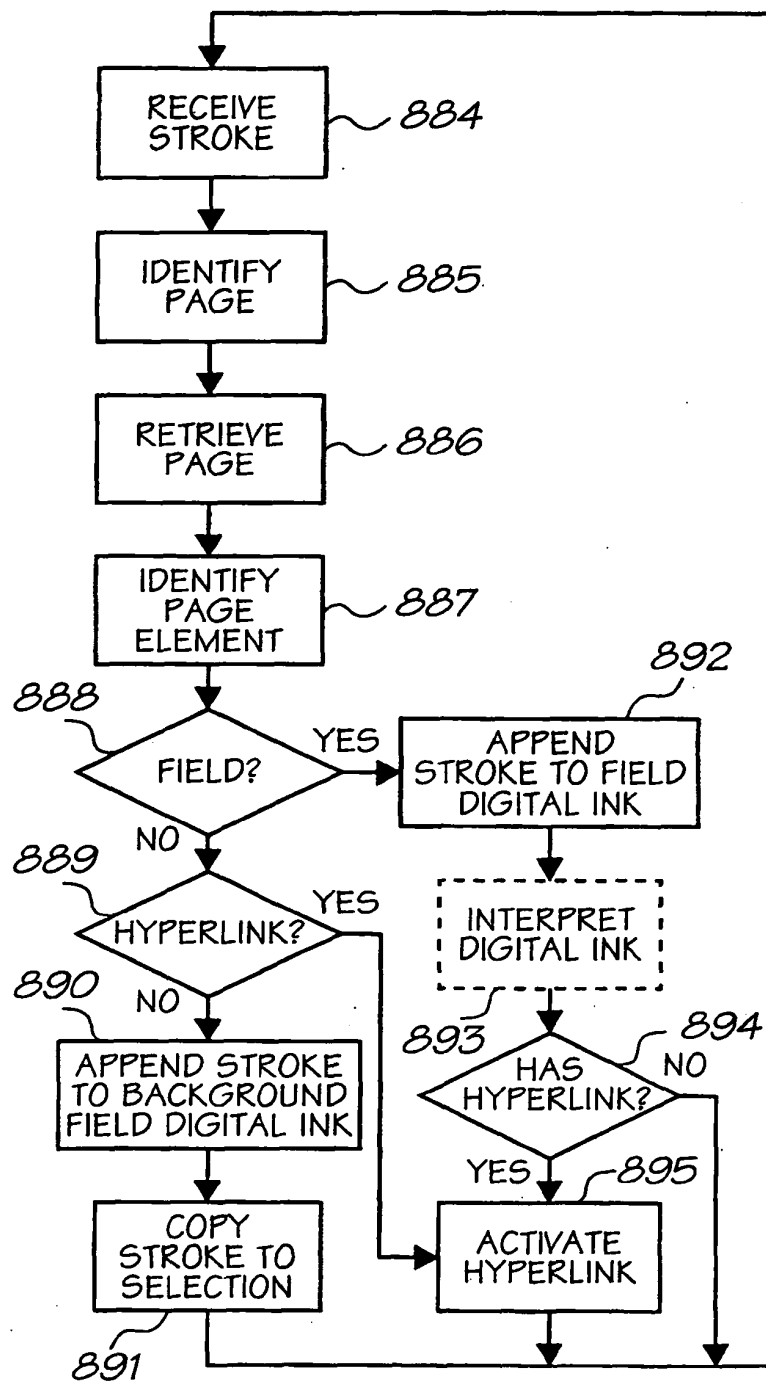 RECEIVE
STROKE
884
IDENTIFY
PAGE
885
RETRIEVE
PAGE
886
IDENTIFY
PAGE
ELEMENT
887
888
FIELD?
YES
NO
892
APPEND
STROKE TO FIELD
DIGITAL INK
889
HYPERLINK?
YES
NO
INTERPRET
DIGITAL INK
893
890
APPEND STROKE
TO BACKGROUND
FIELD DIGITAL INK
894
HAS
HYPERLINK?
NO
YES
COPY
STROKE TO
SELECTION
891
895
ACTIVATE
HYPERLINK